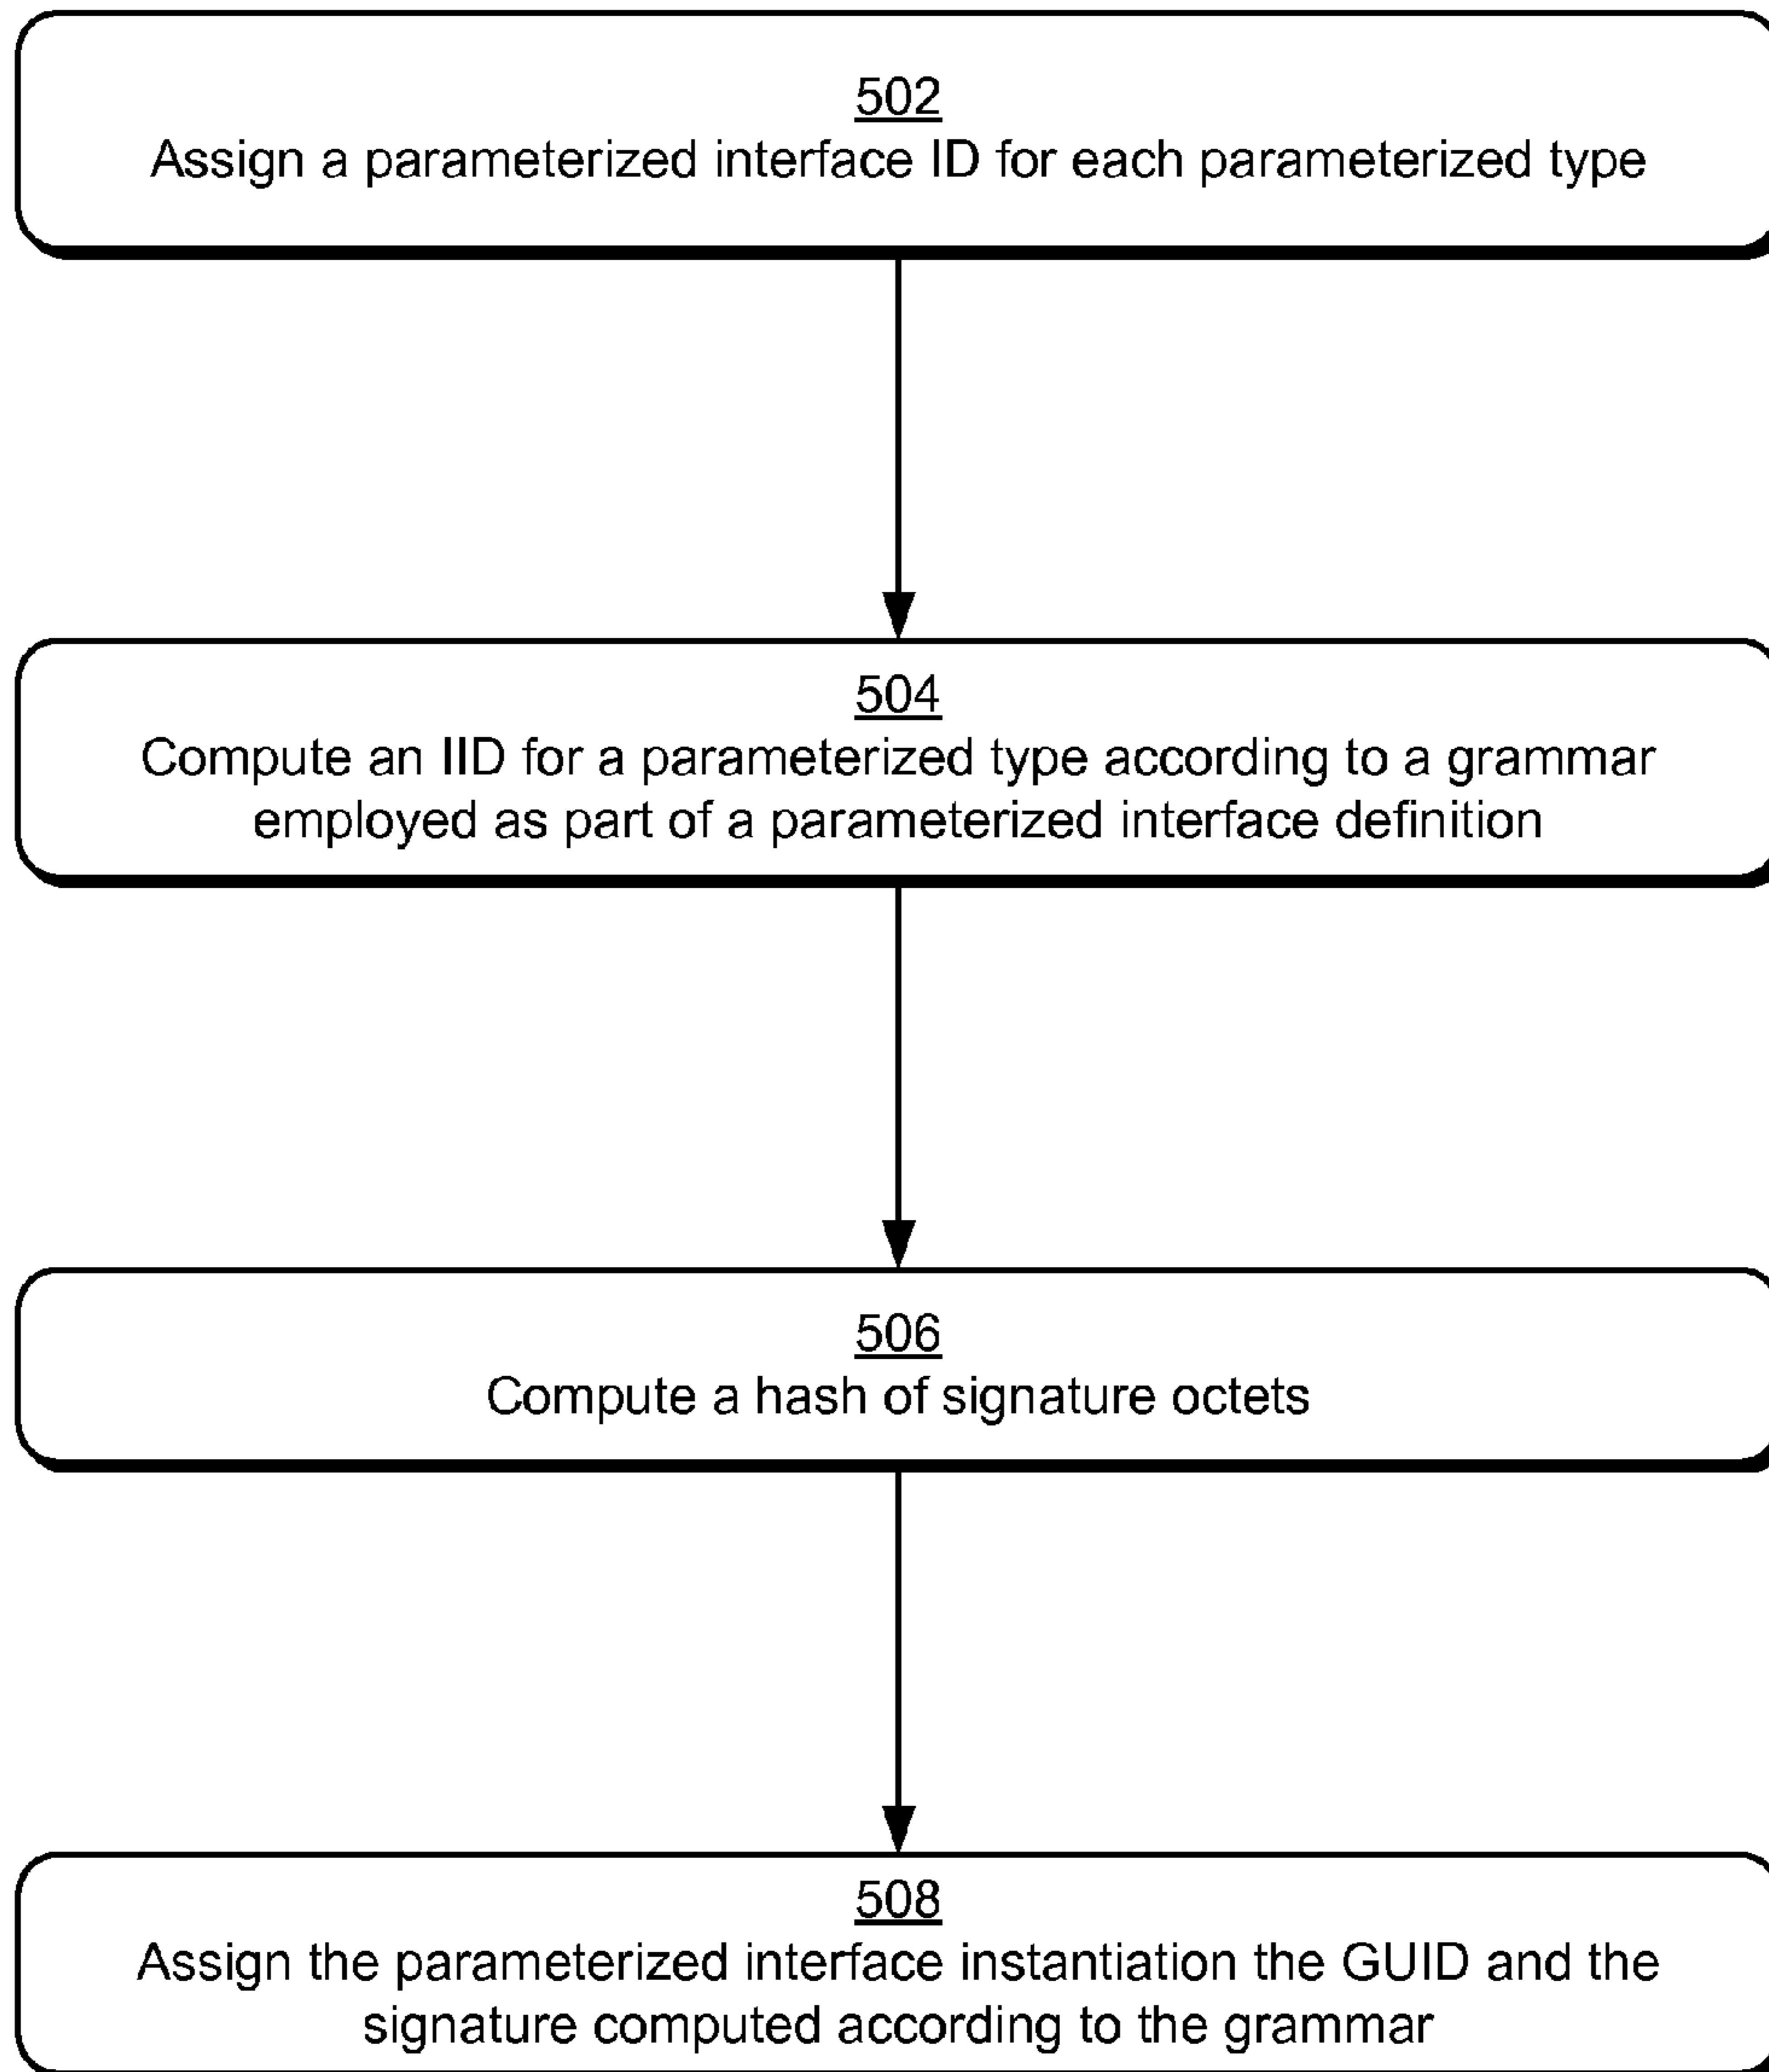 502
Assign a parameterized interface ID for each parameterized type
504
Compute an IID for a parameterized type according to a grammar
employed as part of a parameterized interface definition
506
Compute a hash of signature octets
508
Assign the parameterized interface instantiation the GUID and the
signature computed according to the grammar